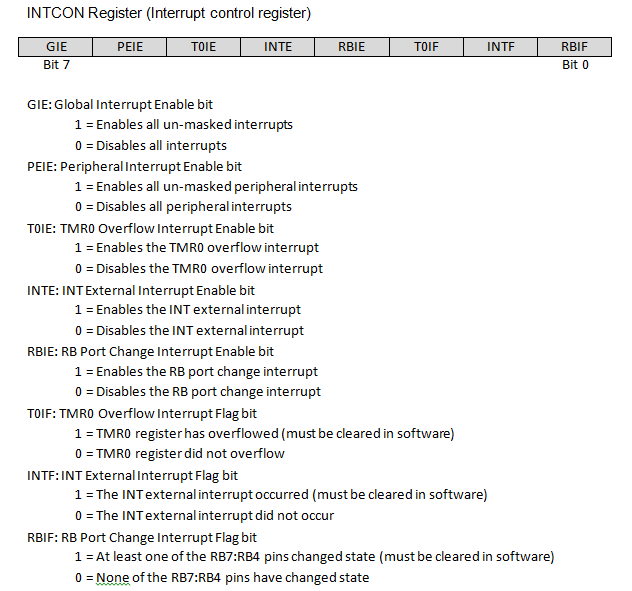 INTCON Register (Interrupt control register)
GIE PEIE T0IE INTE RBIE T0IF INTF RBIF
Bit 7 Bit 0
GIE: Global Interrupt Enable bit
1 = Enables all un-masked interrupts
0 = Disables all interrupts
PEIE: Peripheral Interrupt Enable bit
1 = Enables all un-masked peripheral interrupts
0 = Disables all peripheral interrupts
T0IE: TMR0 Overflow Interrupt Enable bit
1 = Enables the TMR0 overflow interrupt
0 = Disables the TMR0 overflow interrupt
INTE: INT External Interrupt Enable bit
1 = Enables the INT external interrupt
0 = Disables the INT external interrupt
RBIE: RB Port Change Interrupt Enable bit
1 = Enables the RB port change interrupt
0 = Disables the RB port change interrupt
T0IF: TMR0 Overflow Interrupt Flag bit
1 = TMR0 register has overflowed (must be cleared in software)
0 = TMR0 register did not overflow
INTF: INT External Interrupt Flag bit
1 = The INT external interrupt occurred (must be cleared in software)
0 = The INT external interrupt did not occur
RBIF: RB Port Change Interrupt Flag bit
1 = At least one of the RB7:RB4 pins changed state (must be cleared in software)
0 = None of the RB7:RB4 pins have changed state